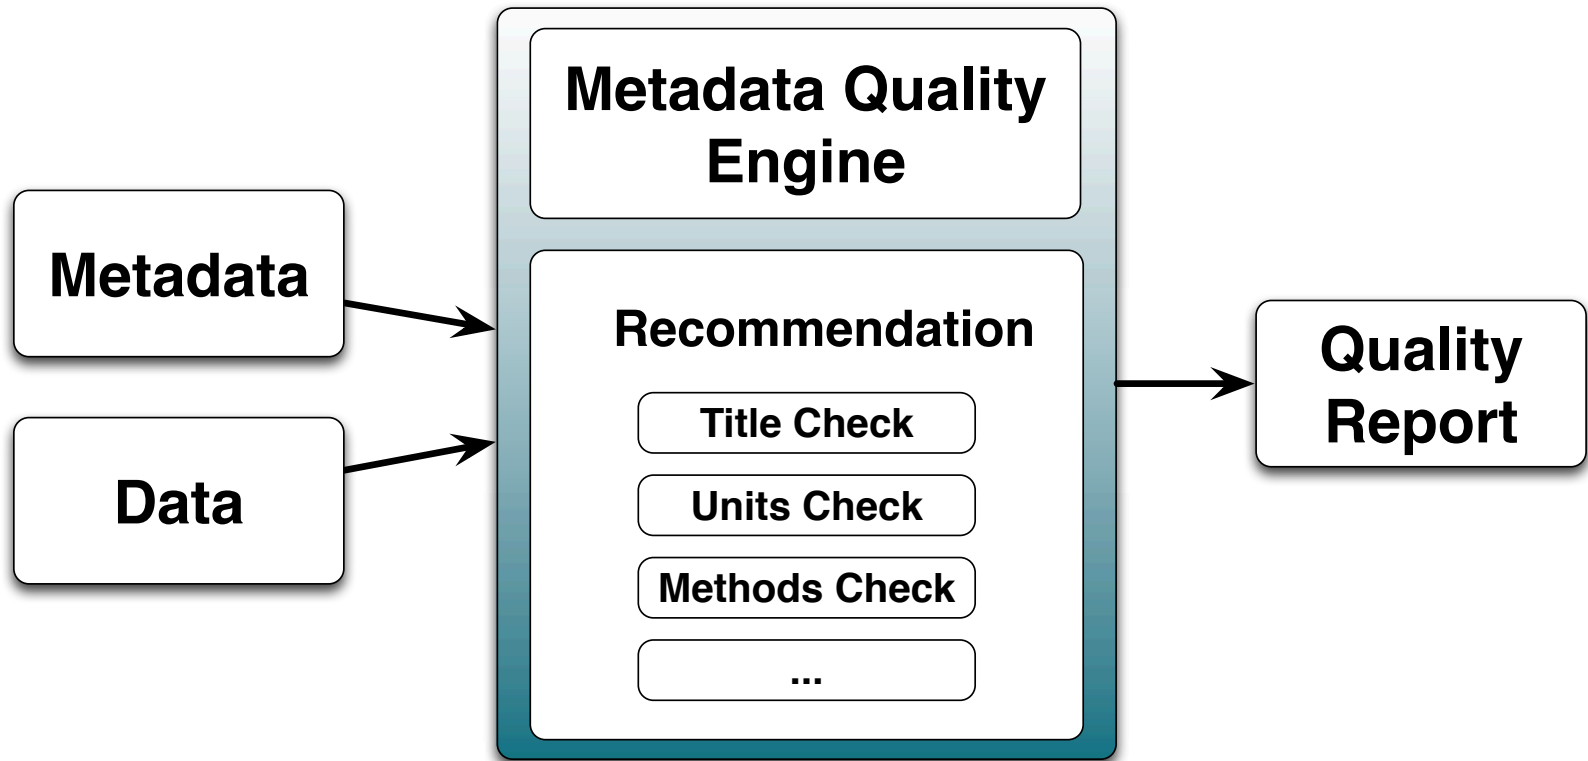 Metadata Quality
Engine
Metadata
Data
Recommendation
Title Check
Units Check
Methods Check
...
Quality
Report